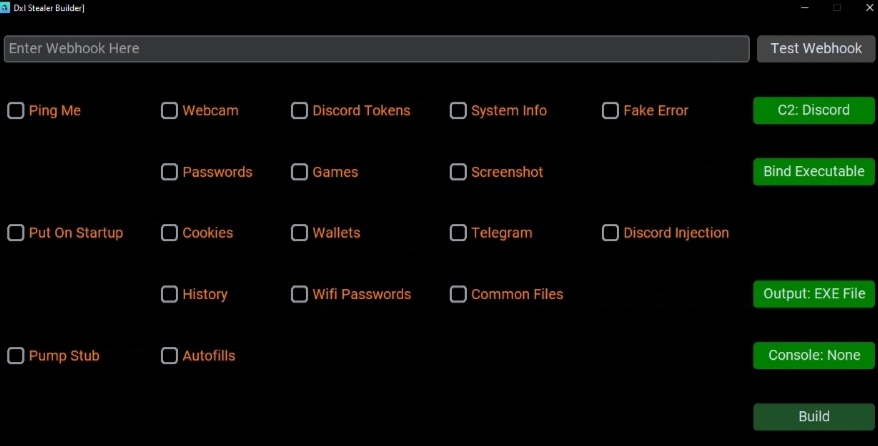 Dxl Stealer Builder]
Enter Webhook Here Test Webhook
Ping Me Webcam Discord Tokens System Info Fake Error C2: Discord
Passwords Games Screenshot Bind Executable
Put On Startup Cookies Wallets Telegram Discord Injection
History Wifi Passwords Common Files Output: EXE File
Pump Stub Autofills Console: None
Build